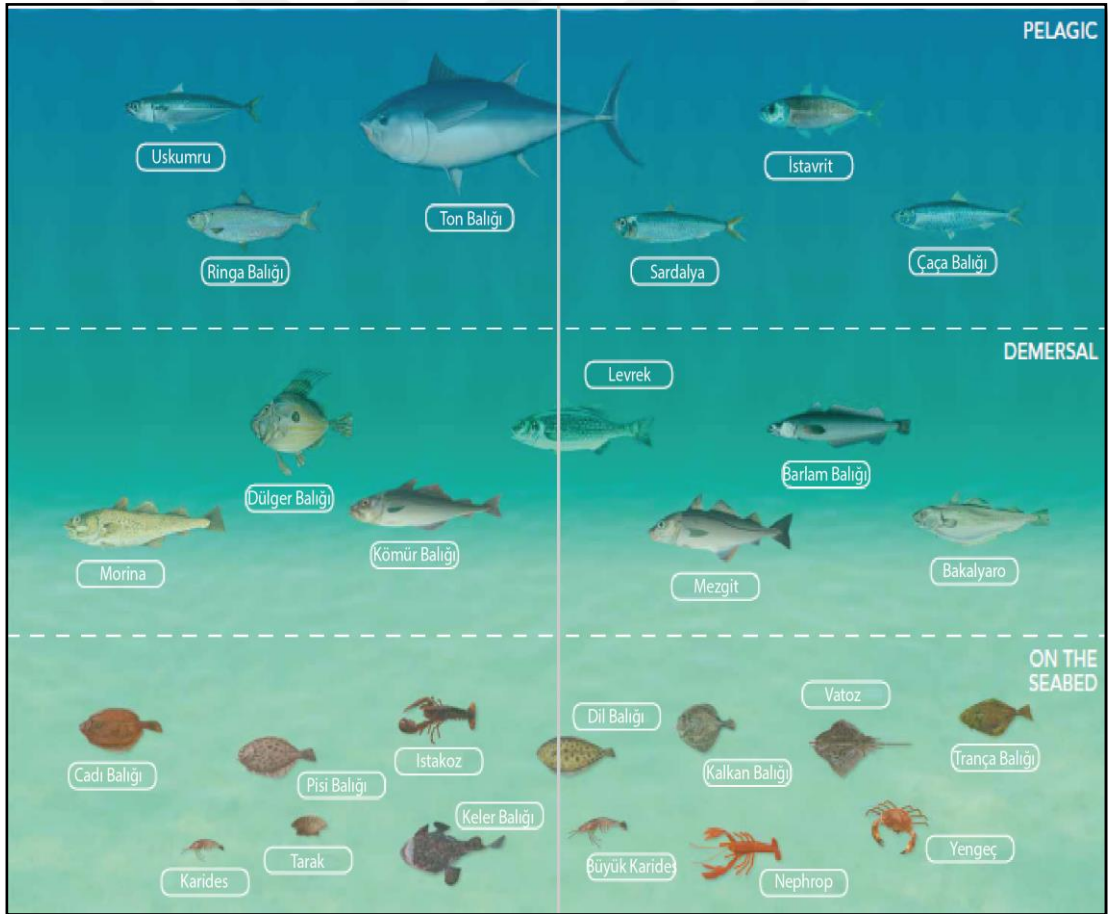 PELAGIC
Uskumru
İstavrit
Ton Balığı
Ringa Balığı
Sardalya
Çaça Balığı
DEMERSAL
Levrek
Dülger Balığı
Barlam Balığı
Morina
Kömür Balığı
Mezgit
Bakalyaro
ON THE
SEABED
Cadı Balığı
Pisi Balığı
Istakoz
Dil Balığı
Kalkan Balığı
Vatoz
Trança Balığı
Karides
Tarak
Keler Balığı
Büyük Karides
Nephrop
Yengeç